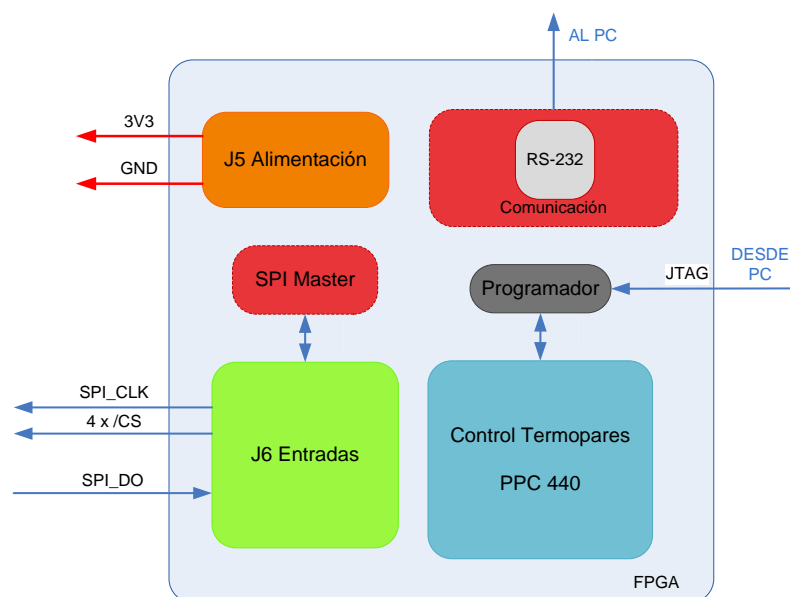 AL PC
3V3
GND
J5 Alimentación
RS-232
Comunicación
SPI Master
Programador
JTAG
DESDE
PC
SPI_CLK
4 x /CS
SPI_DO
J6 Entradas
Control Termopares
PPC 440
FPGA